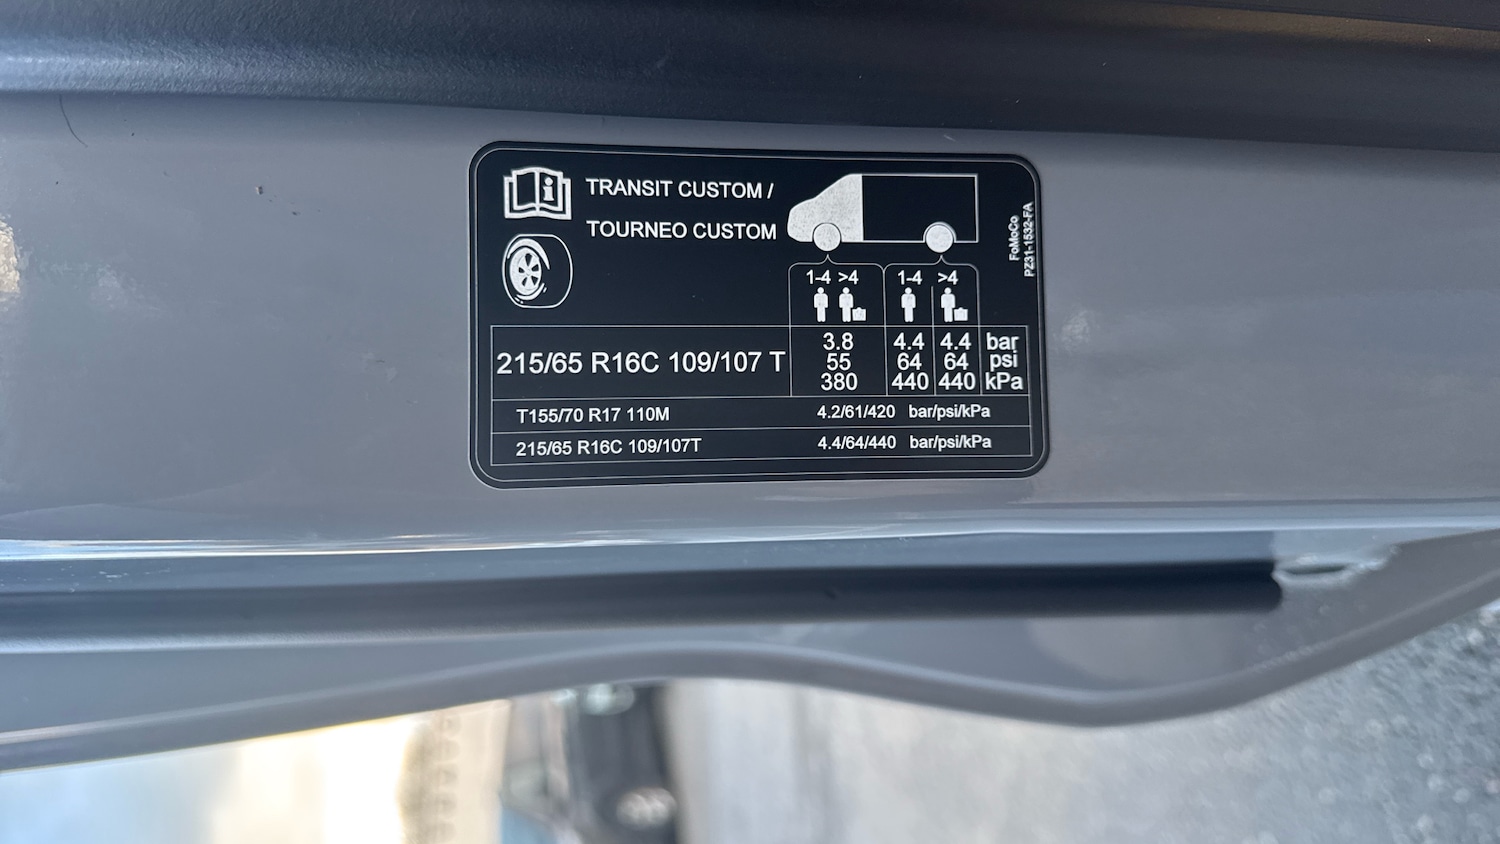 TRANSIT CUSTOM /
TOURNEO CUSTOM
FoMoCo
PZ31-1532-FA
1-4 >4 1-4 >4
215/65 R16C 109/107 T
3.8 4.4 4.4 bar
55 64 64 psi
380 440 440 kPa
T155/70 R17 110M 4.2/61/420 bar/psi/kPa
215/65 R16C 109/107T 4.4/64/440 bar/psi/kPa